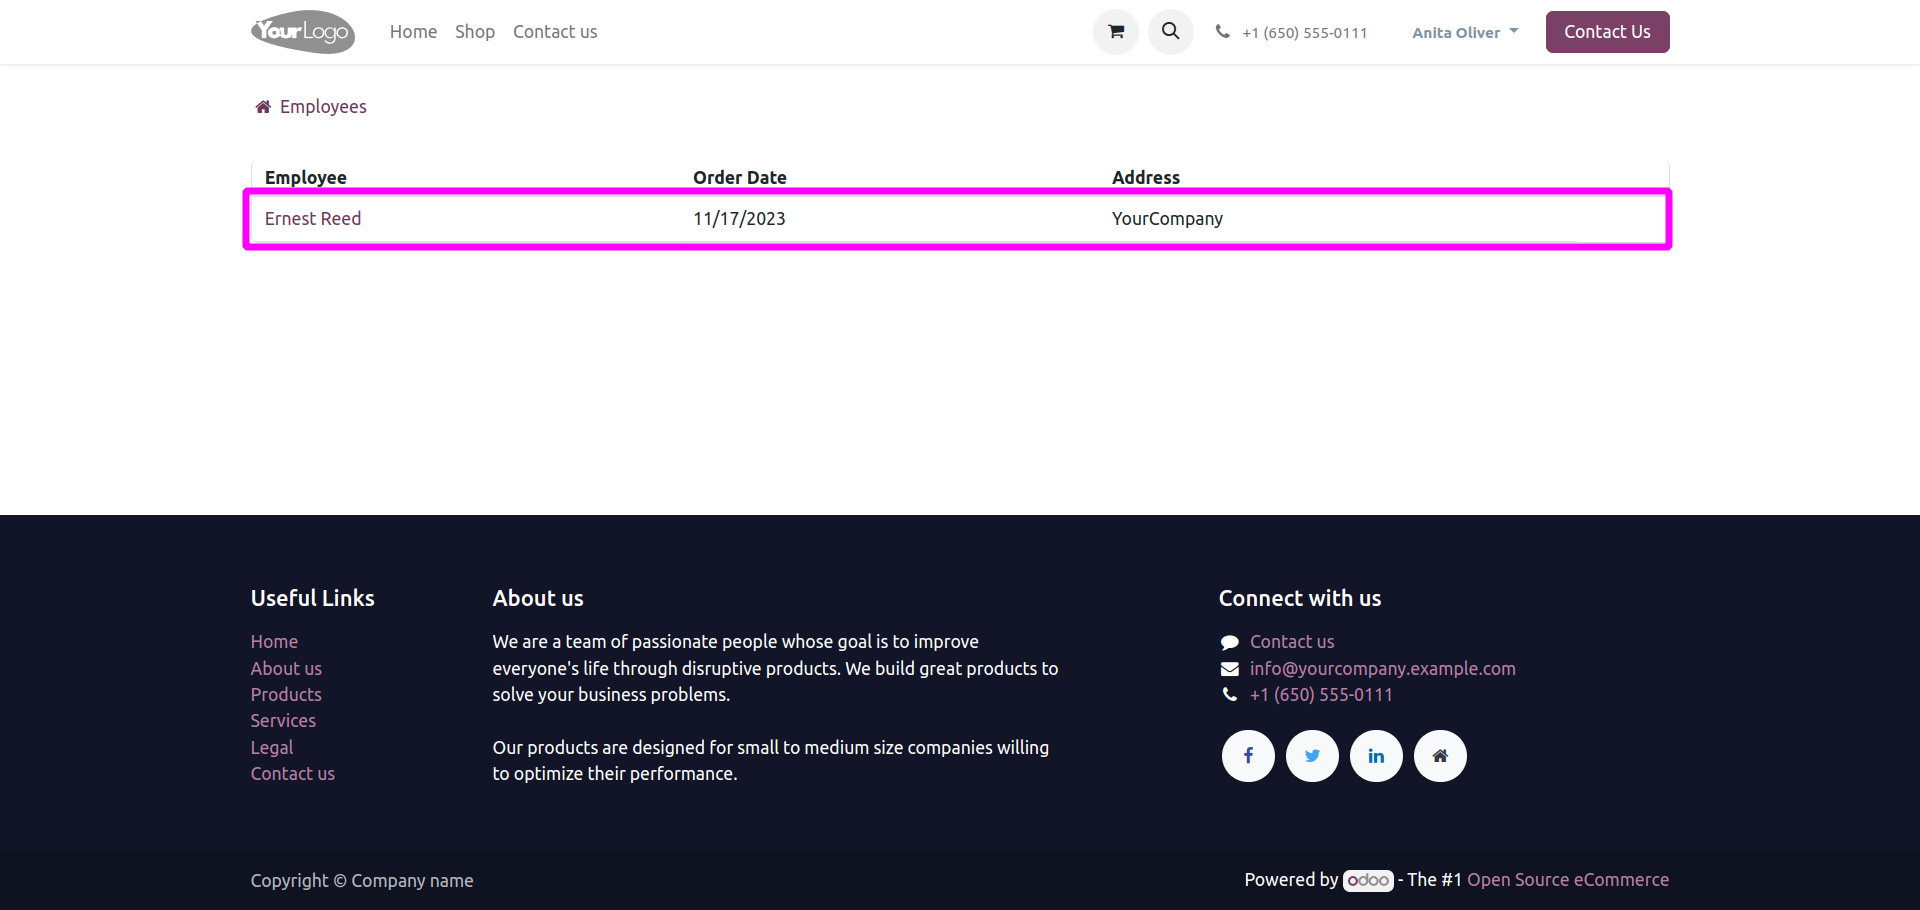 YourLogo
Home Shop Contact us
+1 (650) 555-0111
Anita Oliver
Contact Us
Employees
Employee Order Date Address
Ernest Reed 11/17/2023 YourCompany
Useful Links
Home
About us
Products
Services
Legal
Contact us
About us
We are a team of passionate people whose goal is to improve
everyone's life through disruptive products. We build great products to
solve your business problems.
Our products are designed for small to medium size companies willing
to optimize their performance.
Connect with us
Contact us
info@yourcompany.example.com
+1 (650) 555-0111
Copyright © Company name
Powered by odoo - The #1 Open Source eCommerce